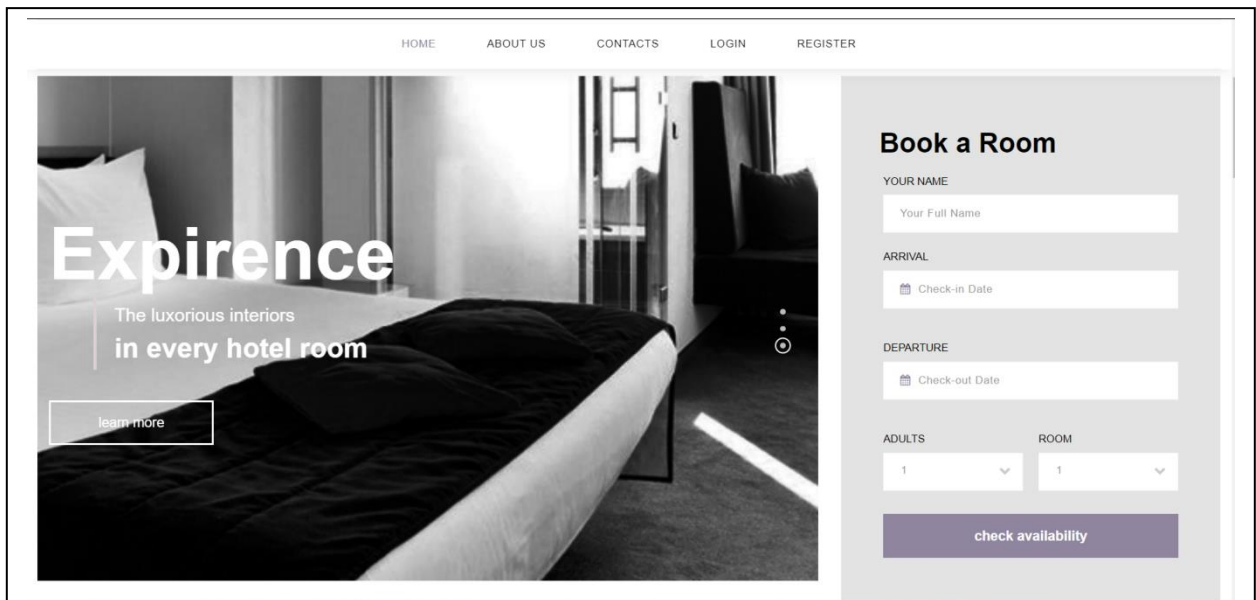 HOME ABOUT US CONTACTS LOGIN REGISTER
Expirence
The luxorious interiors
in every hotel room
learn more
Book a Room
YOUR NAME
Your Full Name
ARRIVAL
Check-in Date
DEPARTURE
Check-out Date
ADULTS ROOM
1 1
check availability